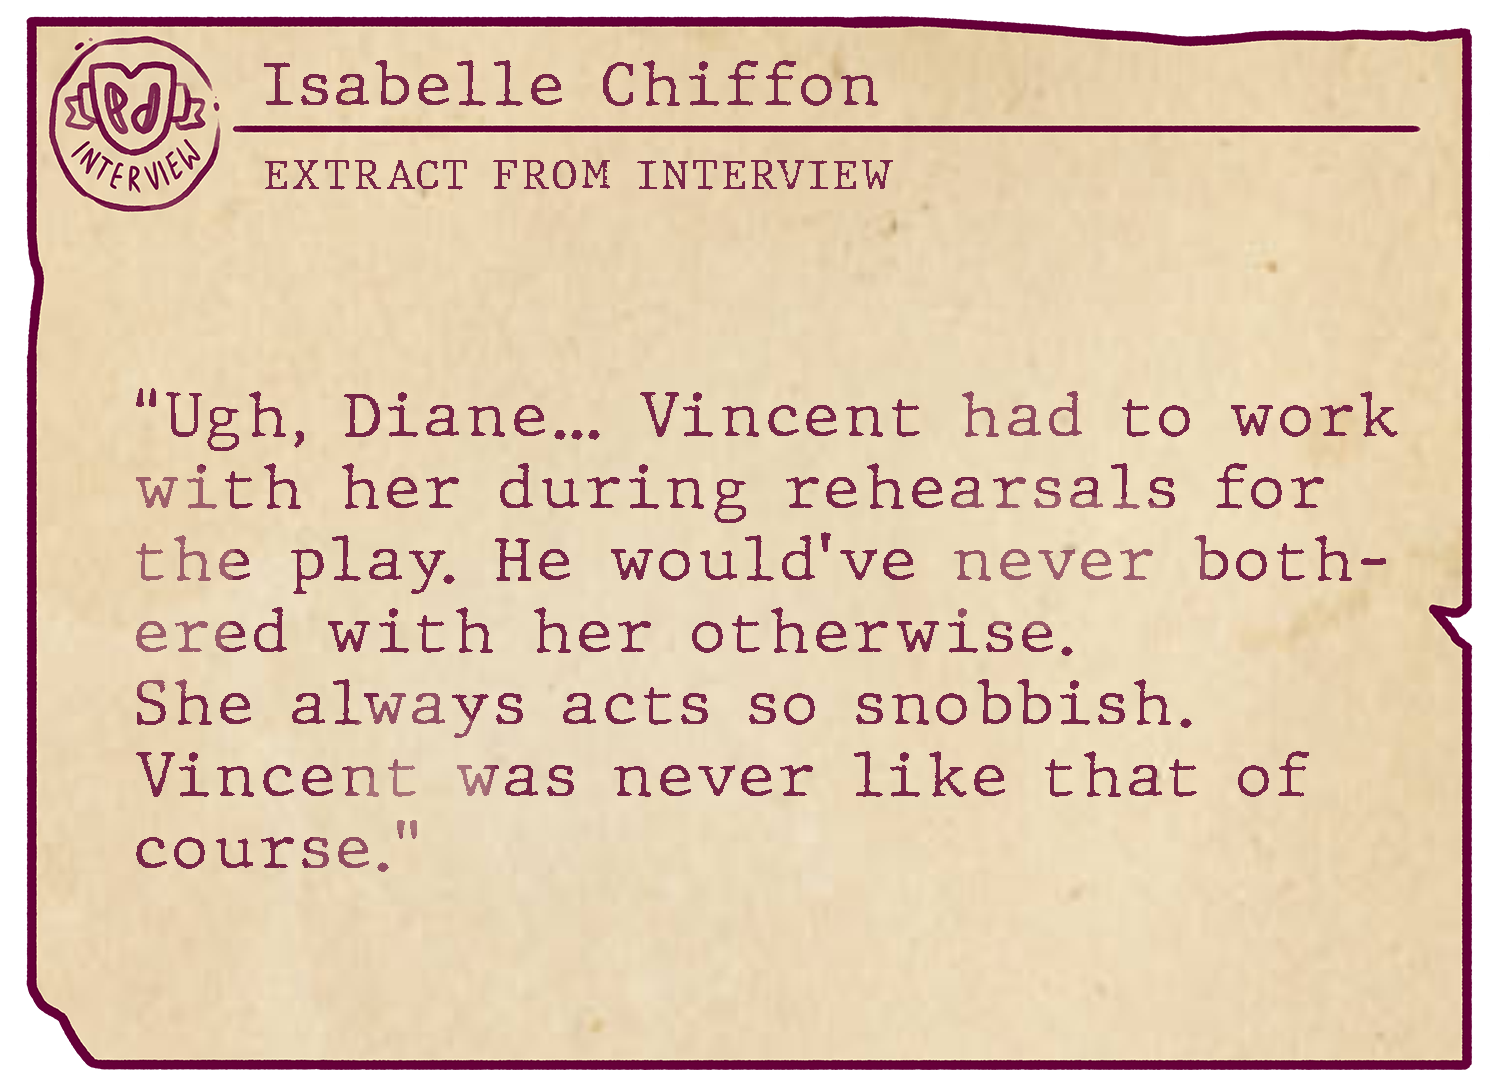 Pd
INTERVIEW
Isabelle Chiffon
EXTRACT FROM INTERVIEW
"Ugh, Diane... Vincent had to work
with her during rehearsals for
the play. He would've never both-
ered with her otherwise.
She always acts so snobbish.
Vincent was never like that of
course."